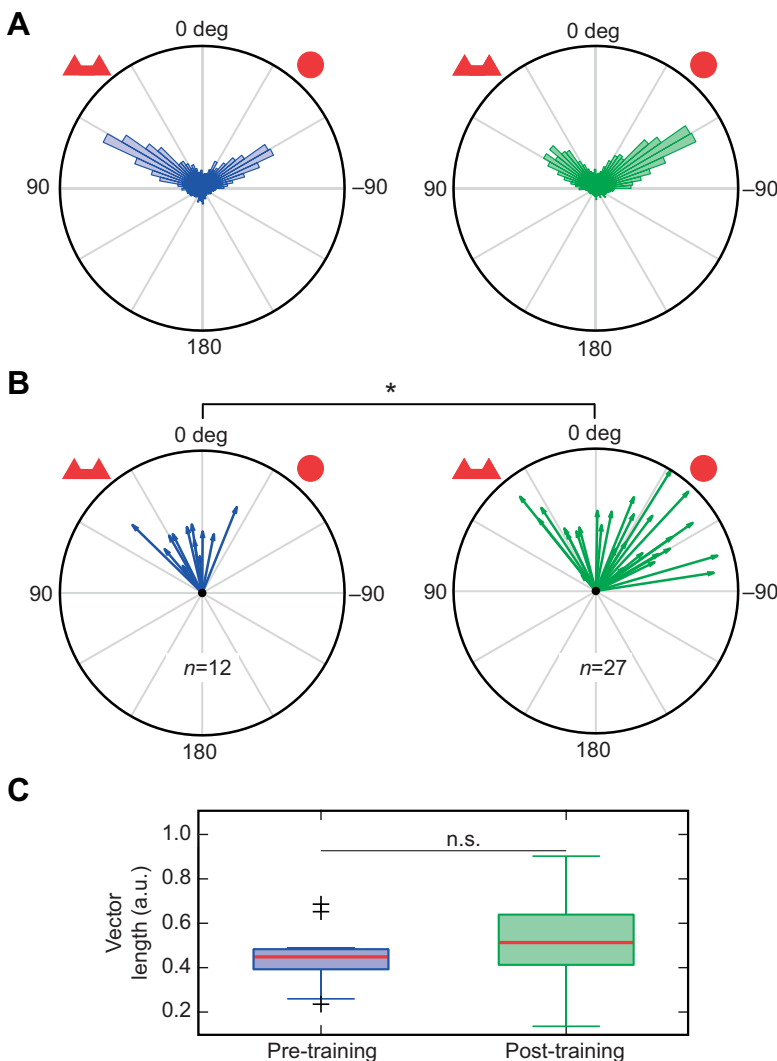 A
0 deg
0 deg
90
–90
90
–90
180
180
B
*
0 deg
0 deg
90
–90
90
–90
n=12
n=27
180
180
C
1.0
0.8
0.6
0.4
0.2
Vector
length (a.u.)
n.s.
Pre-training
Post-training